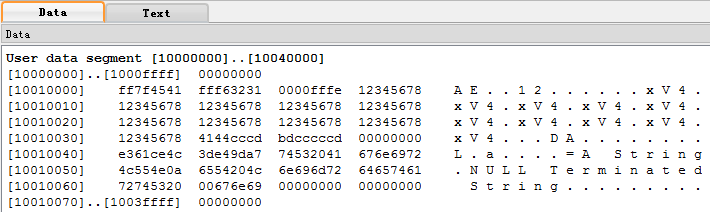 Data Text
Data
User data segment [10000000]..[10040000]
[10000000]..[1000ffff] 00000000
[10010000] ff7f4541 fff63231 0000fffe 12345678 A E . . 1 2 . . . . . . x V 4 .
[10010010] 12345678 12345678 12345678 12345678 x V 4 . x V 4 . x V 4 . x V 4 .
[10010020] 12345678 12345678 12345678 12345678 x V 4 . x V 4 . x V 4 . x V 4 .
[10010030] 12345678 4144cccd bdcccccd 00000000 x V 4 . . . D A . . . . . . . .
[10010040] e361ce4c 3de49da7 74532041 676e6972 L . a . . . . = A S t r i n g
[10010050] 4c554e0a 6554204c 6e696d72 64657461 . N U L L T e r m i n a t e d
[10010060] 72745320 00676e69 00000000 00000000 S t r i n g . . . . . . . . .
[10010070]..[1003ffff] 00000000